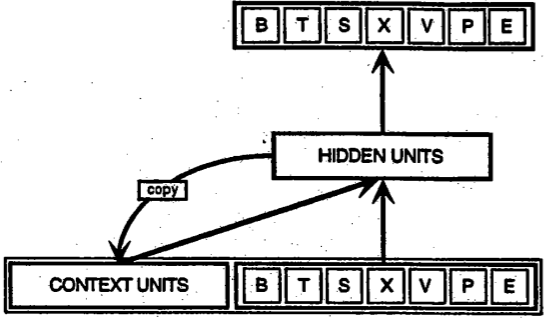 B T S X V P E
HIDDEN UNITS
copy
CONTEXT UNITS B T S X V P E